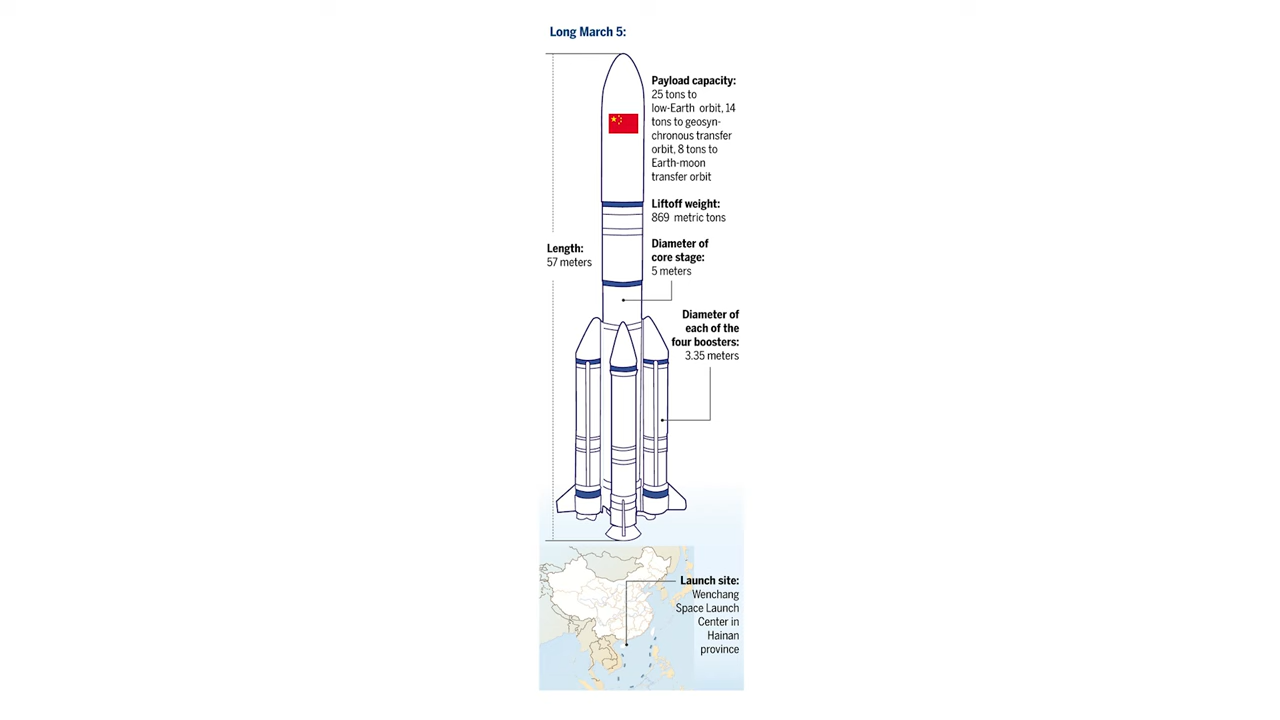 Long March 5:
Payload capacity:
25 tons to
low-Earth orbit, 14
tons to geosyn-
chronous transfer
orbit, 8 tons to
Earth-moon
transfer orbit
Liftoff weight:
869 metric tons
Length:
57 meters
Diameter of
core stage:
5 meters
Diameter of
each of the
four boosters:
3.35 meters
Launch site:
Wenchang
Space Launch
Center in
Hainan
province